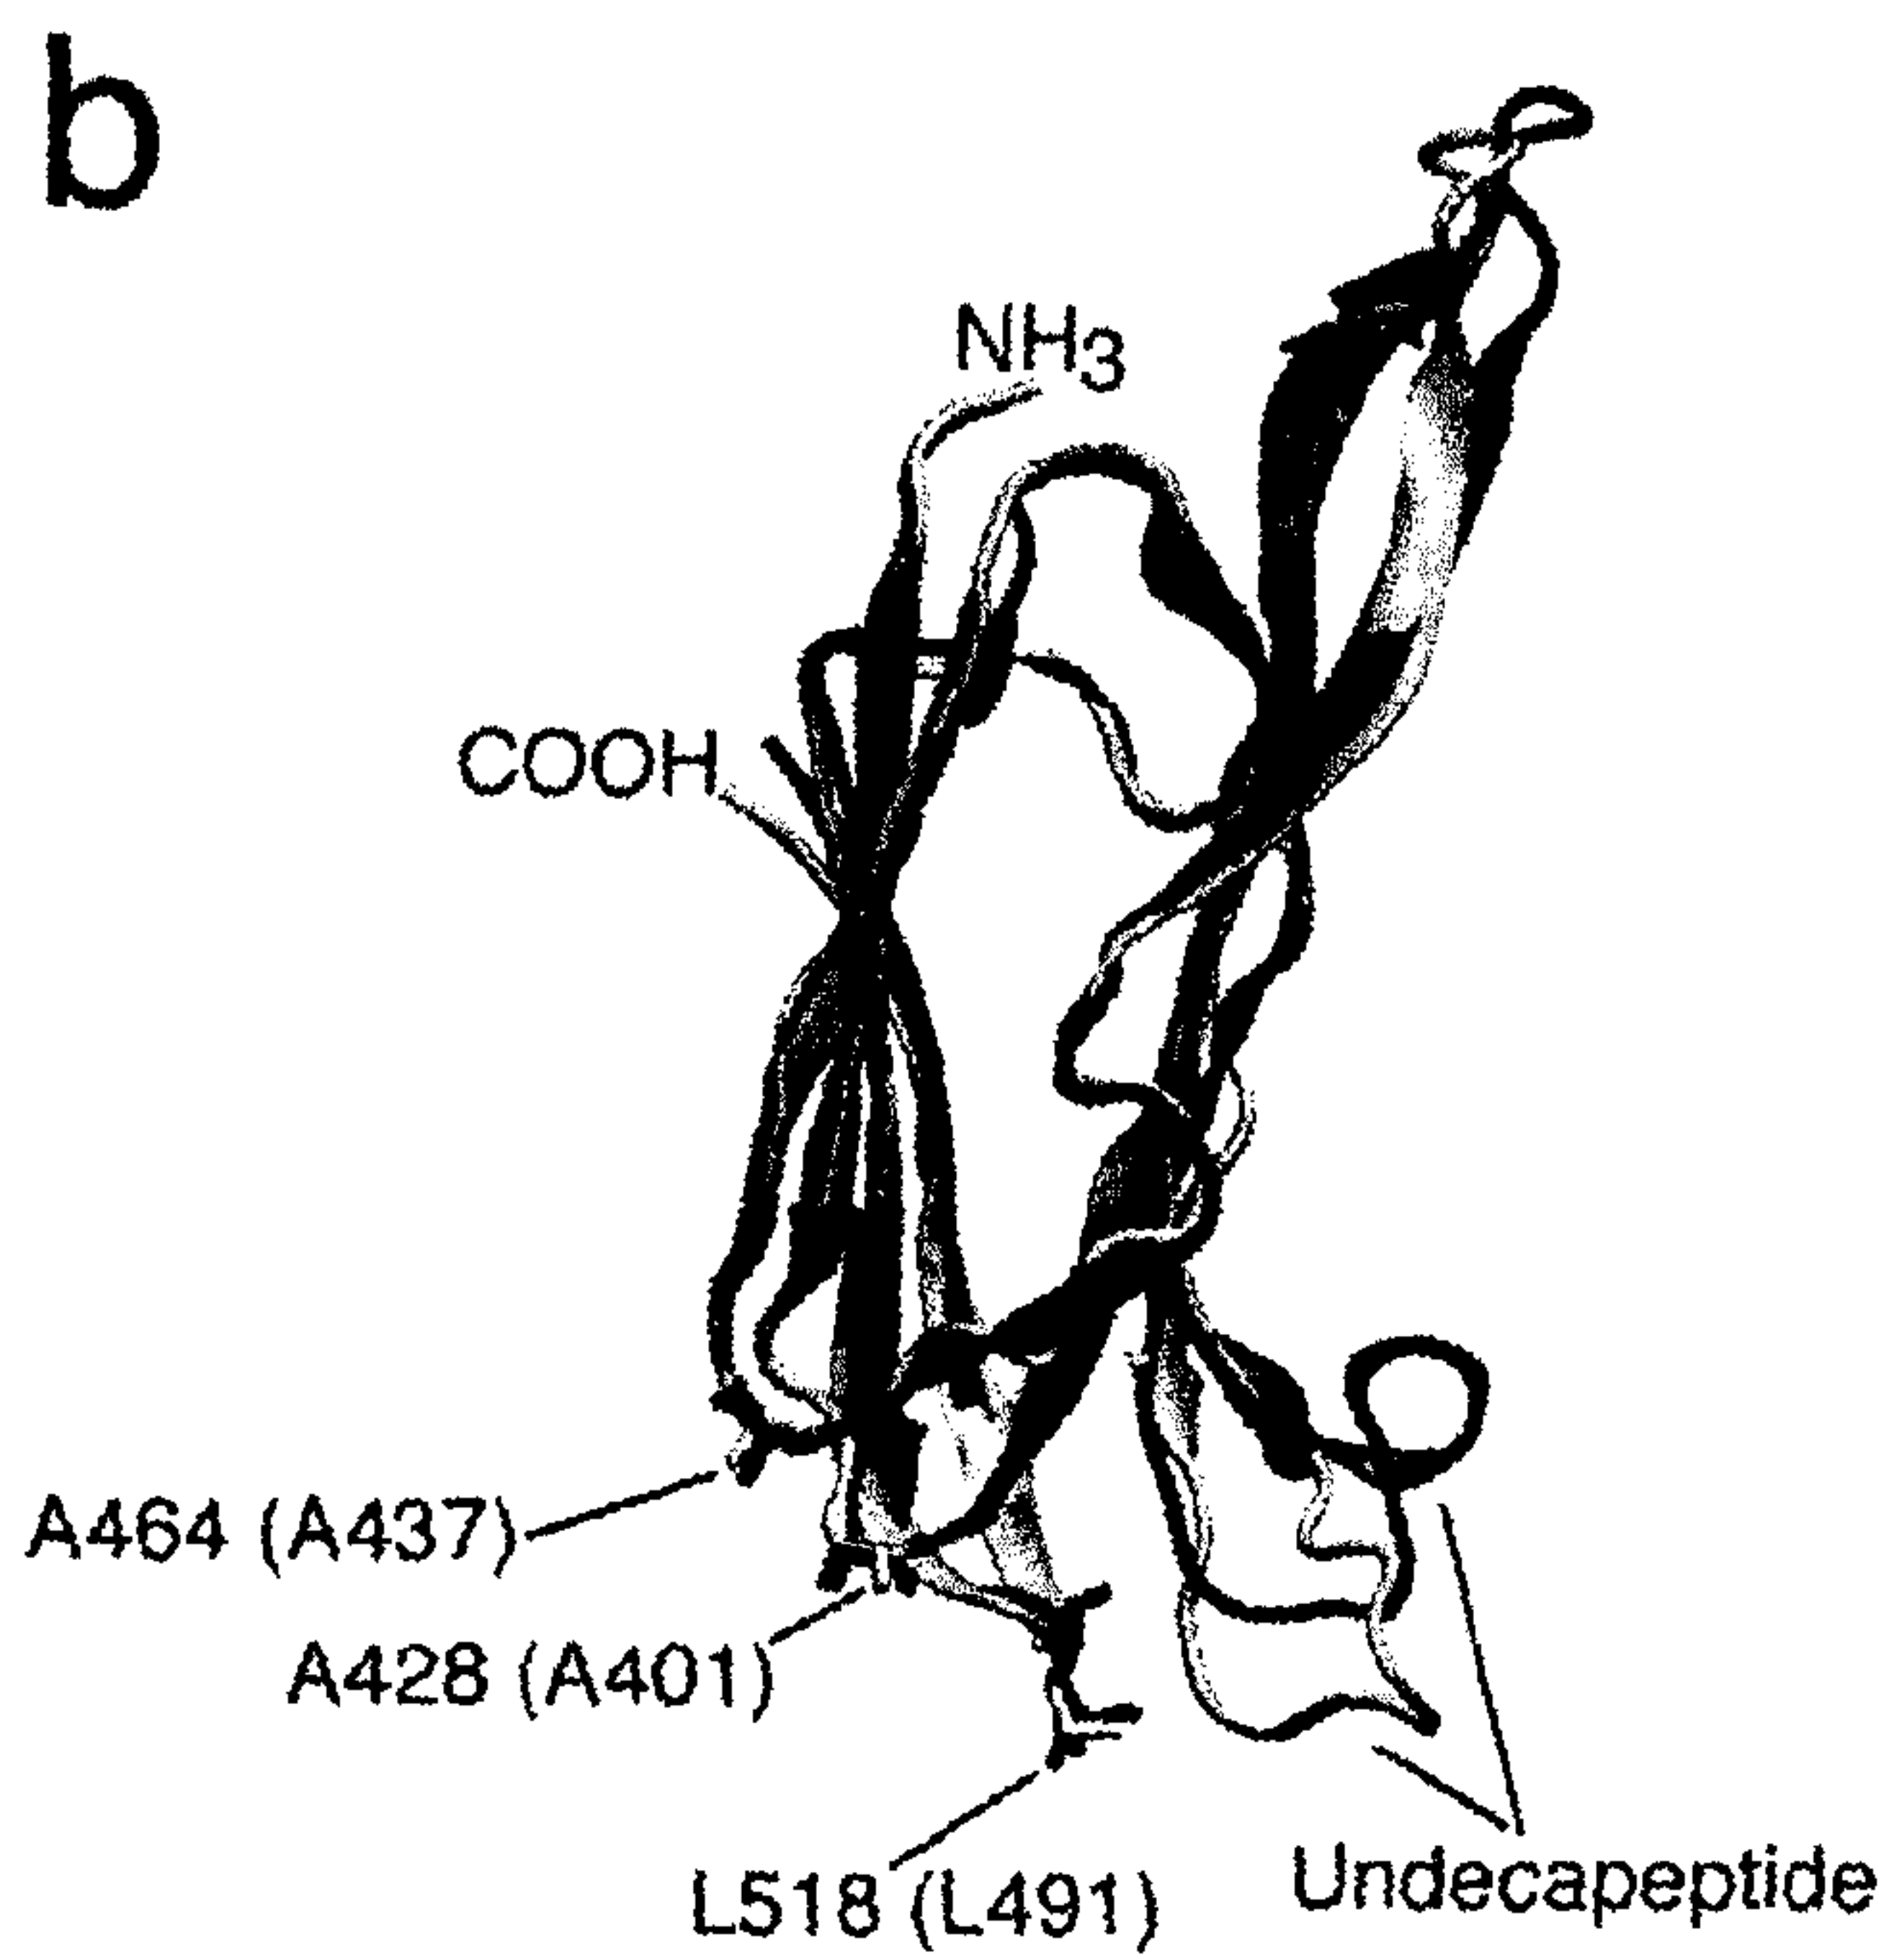 b
NH3
COOH
A464 (A437)
A428 (A401)
L518 (L491)
Undecapeptide